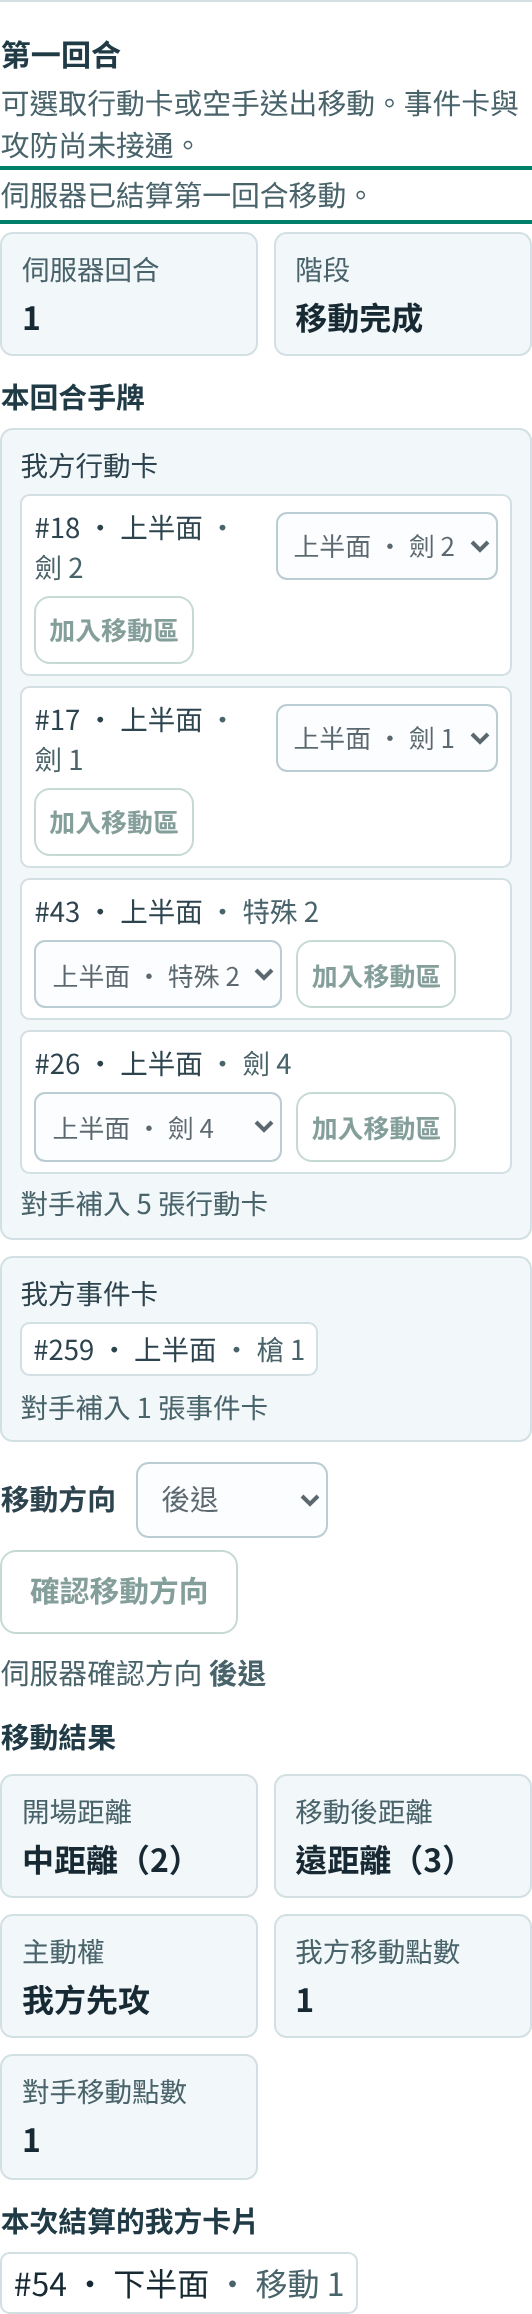 第一回合
可選取行動卡或空手送出移動。事件卡與
攻防尚未接通。
伺服器已結算第一回合移動。
伺服器回合
1
階段
移動完成
本回合手牌
我方行動卡
#18 · 上半面 ·
劍 2
上半面 · 劍 2
加入移動區
#17 · 上半面 ·
劍 1
上半面 · 劍 1
加入移動區
#43 · 上半面 · 特殊 2
上半面 · 特殊 2
加入移動區
#26 · 上半面 · 劍 4
上半面 · 劍 4
加入移動區
對手補入 5 張行動卡
我方事件卡
#259 · 上半面 · 槍 1
對手補入 1 張事件卡
移動方向
後退
確認移動方向
伺服器確認方向 後退
移動結果
開場距離
中距離（2）
移動後距離
遠距離（3）
主動權
我方先攻
我方移動點數
1
對手移動點數
1
本次結算的我方卡片
#54 · 下半面 · 移動 1